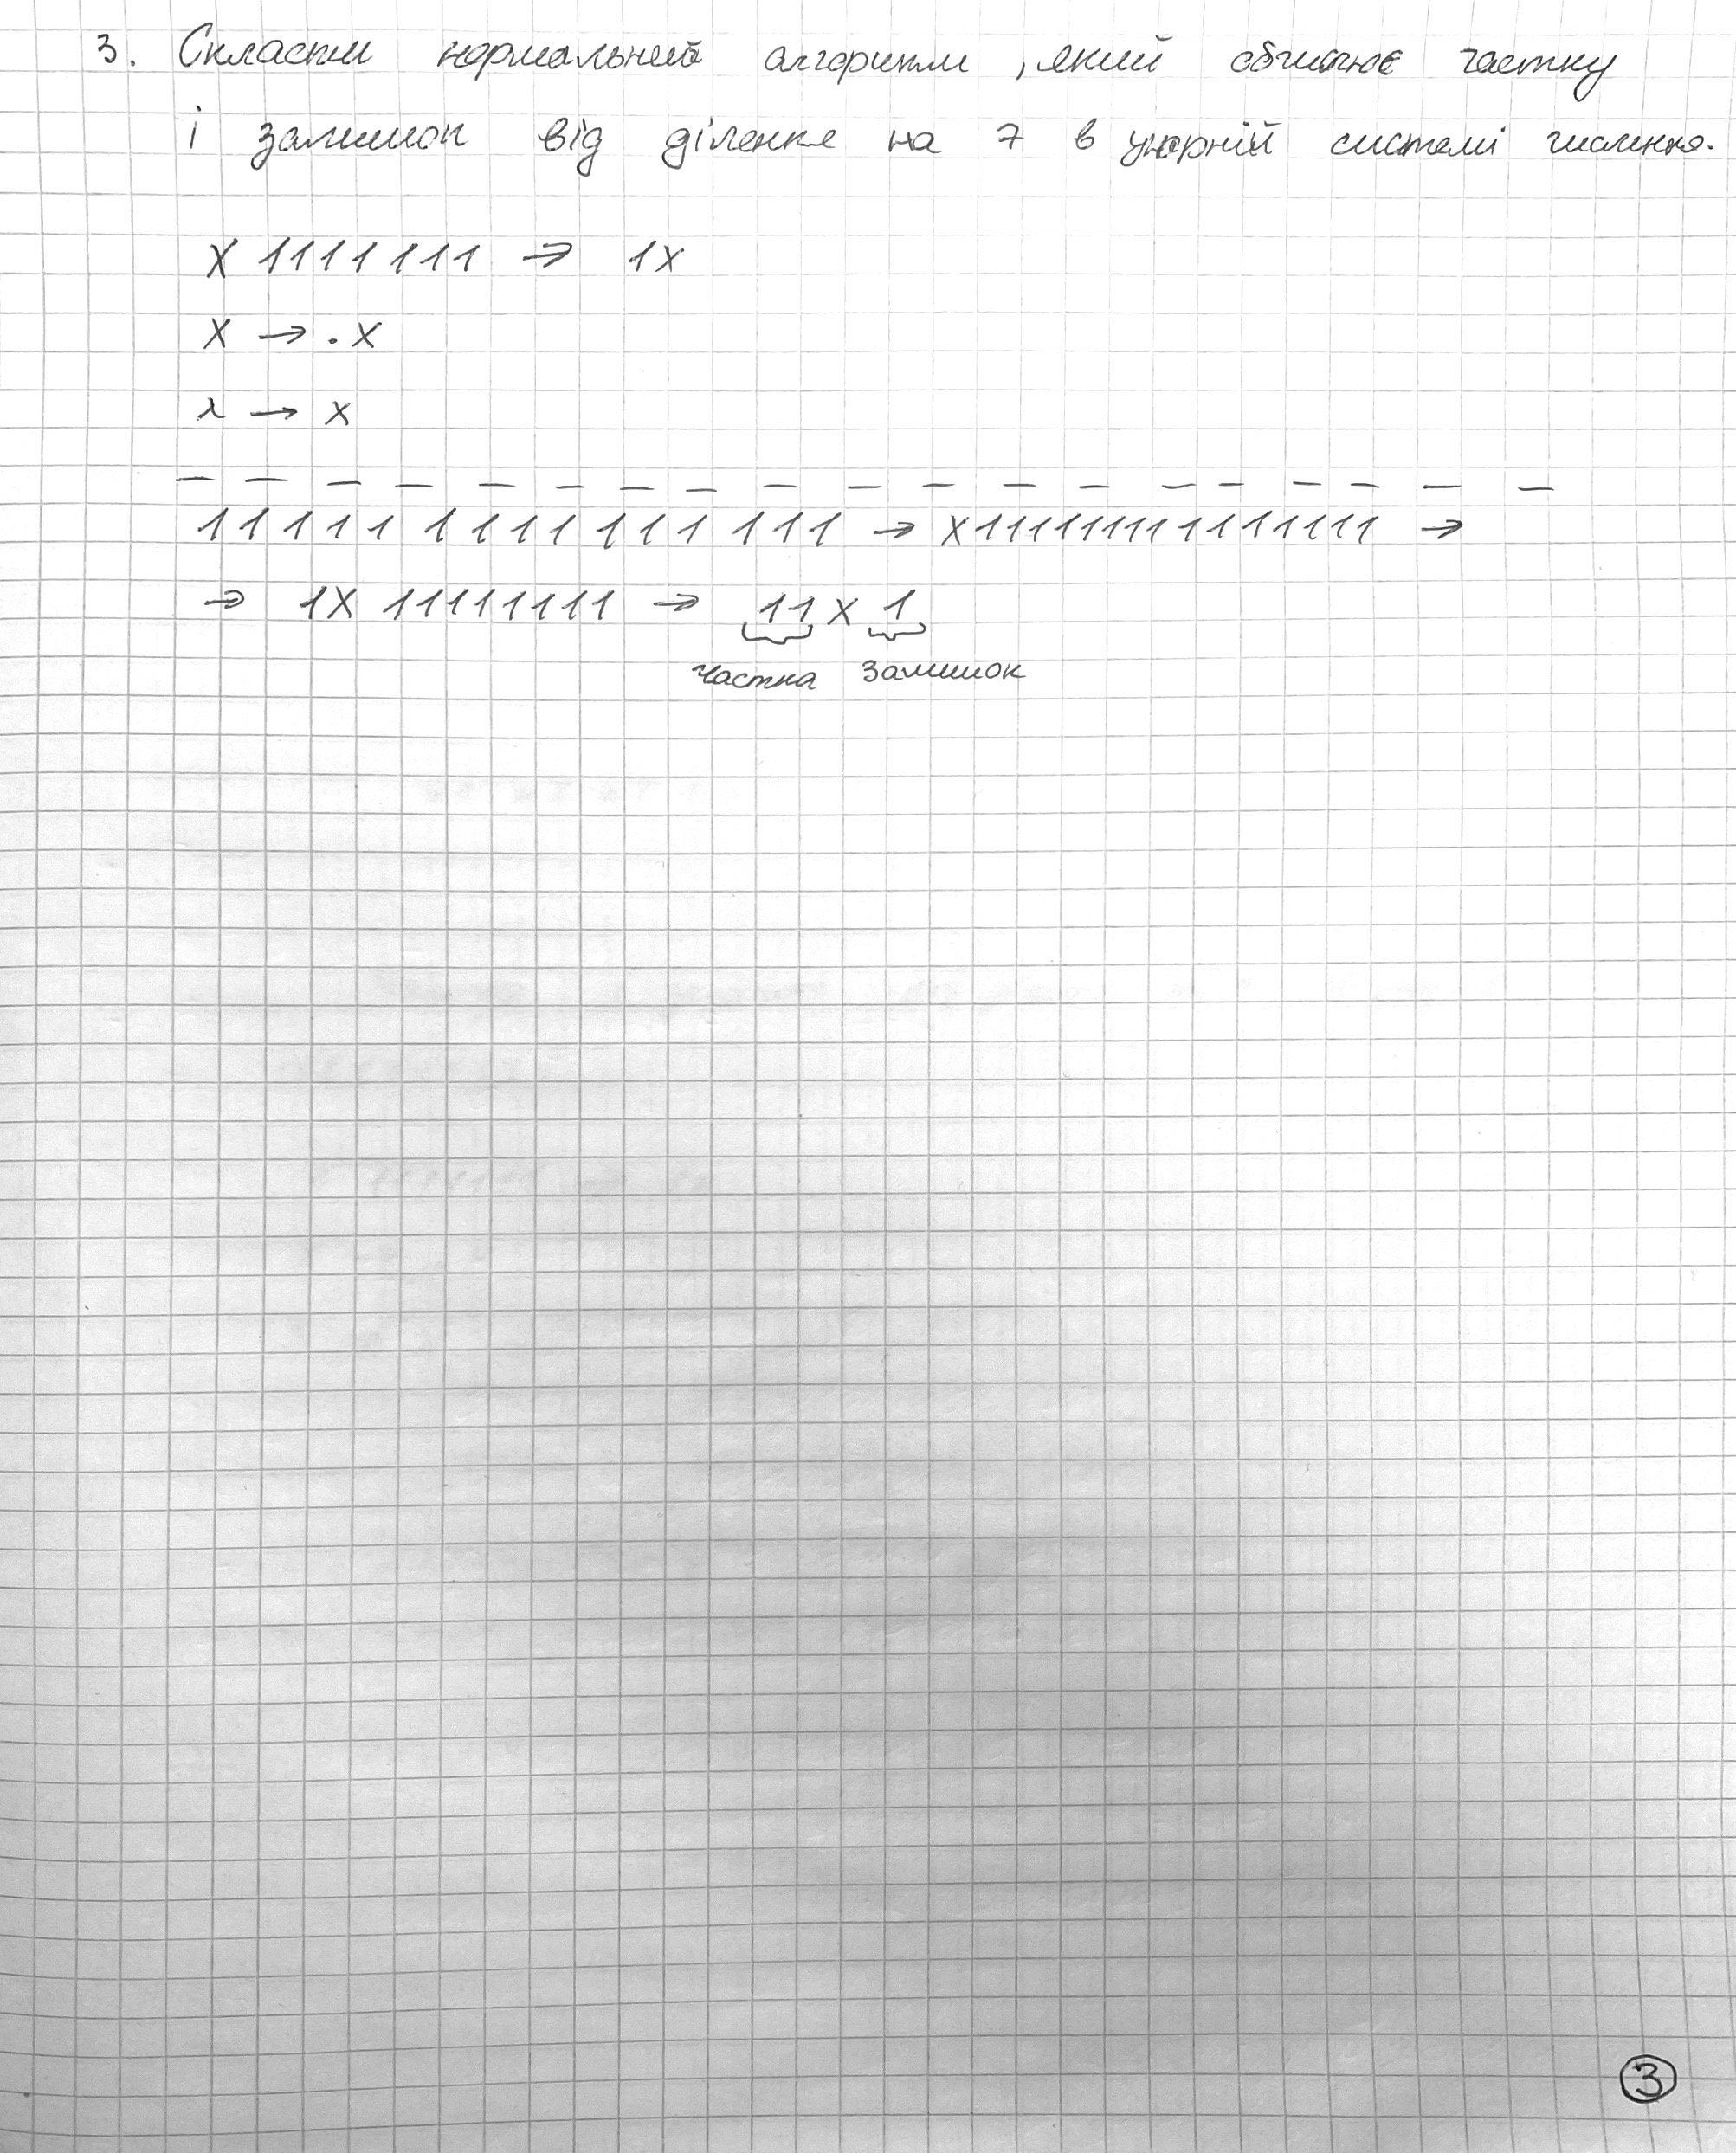 3. Скласти нормальний алгоритм, який обчислює частку
і залишок від ділення на 7 в унарній системі числення.
X 1111111 → 1X
X → . X
λ → X
— — — — — — — — — — — — — — — — — — —
11111 1111 111 111 → X111111111111111 →
→ 1X 11111111 → 11 X 1
частка залишок
3